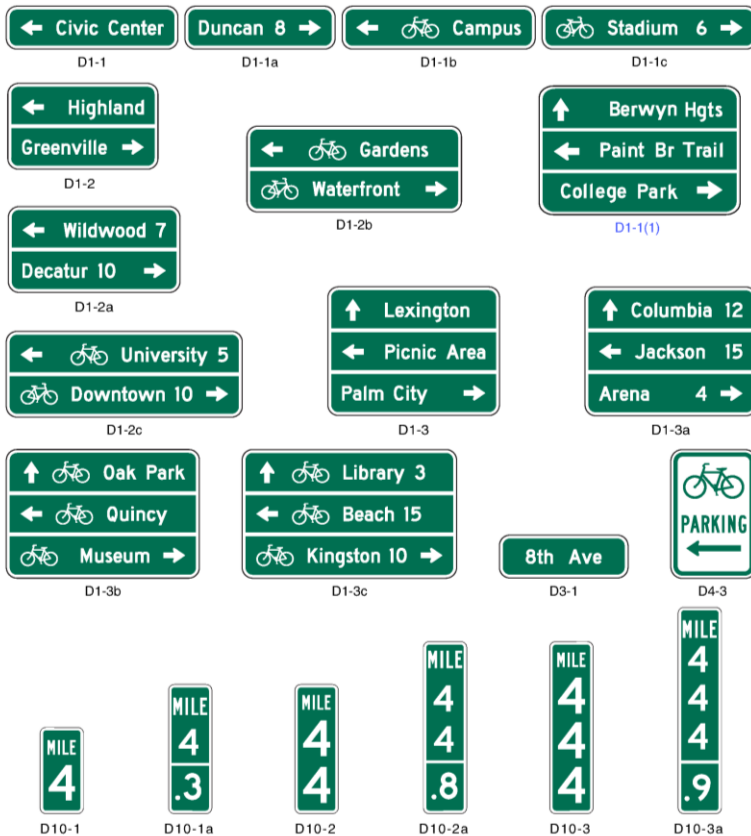 Civic Center
Duncan 8
Campus
Stadium 6
D1-1
D1-1a
D1-1b
D1-1c
Highland
Greenville
D1-2
Gardens
Waterfront
D1-2b
Berwyn Hgts
Paint Br Trail
College Park
D1-1(1)
Wildwood 7
Decatur 10
D1-2a
University 5
Downtown 10
D1-2c
Lexington
Picnic Area
Palm City
D1-3
Columbia 12
Jackson 15
Arena 4
D1-3a
Oak Park
Quincy
Museum
D1-3b
Library 3
Beach 15
Kingston 10
D1-3c
8th Ave
D3-1
PARKING
D4-3
MILE
4
D10-1
MILE
4
.3
D10-1a
MILE
4
4
D10-2
MILE
4
4
.8
D10-2a
MILE
4
4
4
D10-3
MILE
4
4
4
.9
D10-3a